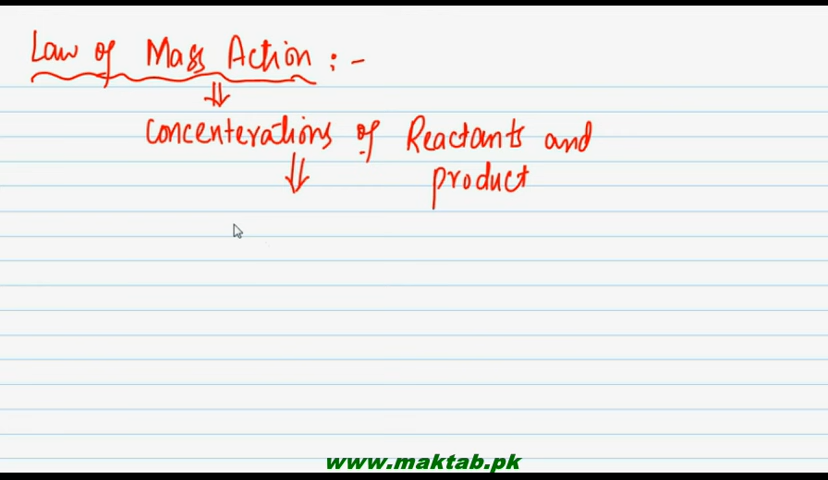 Law of Mass Action :-
concenterations of Reactants and
product
www.maktab.pk